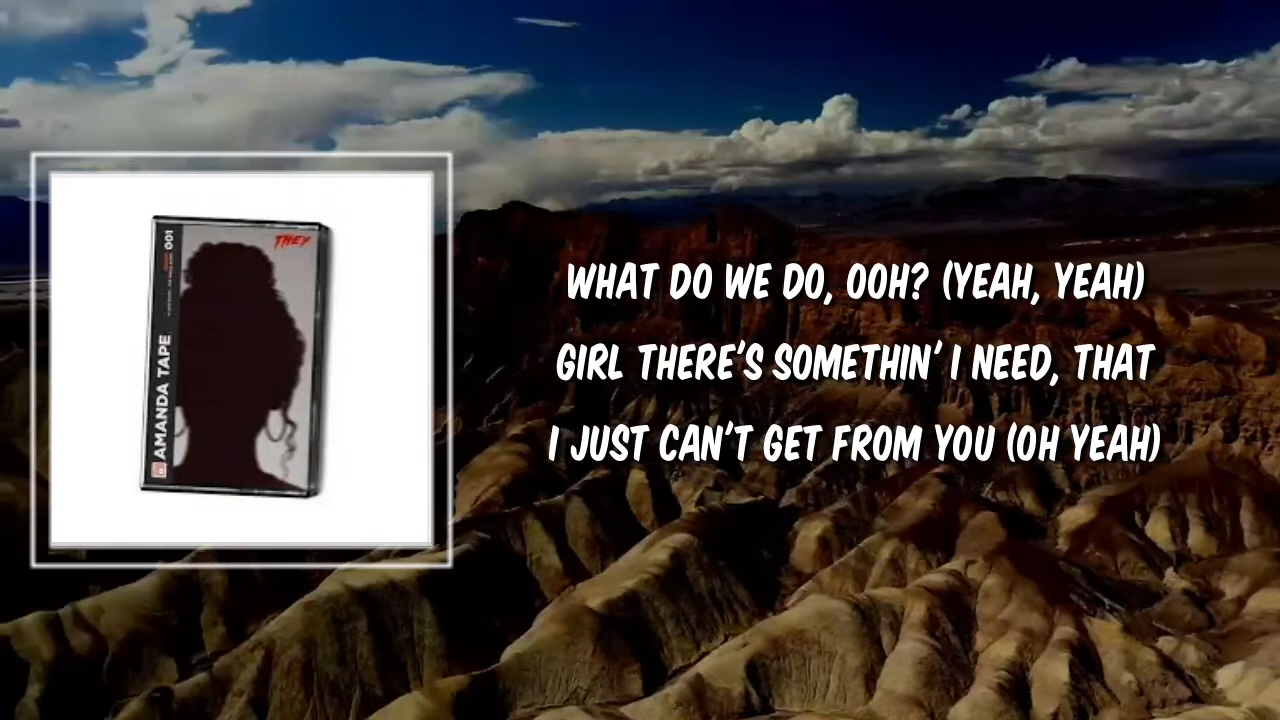 THEY
001
AMANDA TAPE
WHAT DO WE DO, OOH? (YEAH, YEAH)
GIRL THERE'S SOMETHIN' I NEED, THAT
I JUST CAN'T GET FROM YOU (OH YEAH)